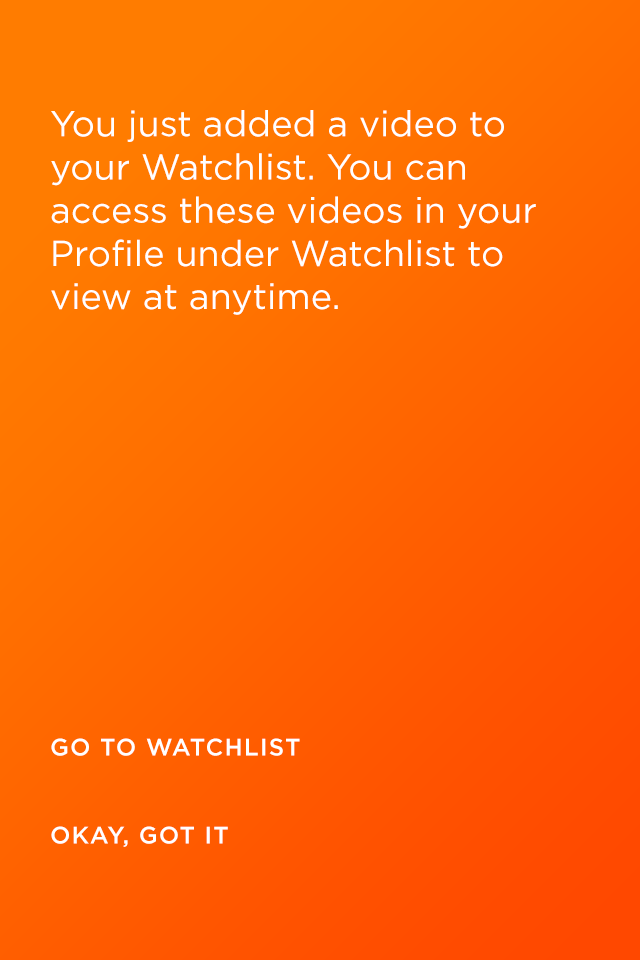 You just added a video to
your Watchlist. You can
access these videos in your
Profile under Watchlist to
view at anytime.
GO TO WATCHLIST
OKAY, GOT IT